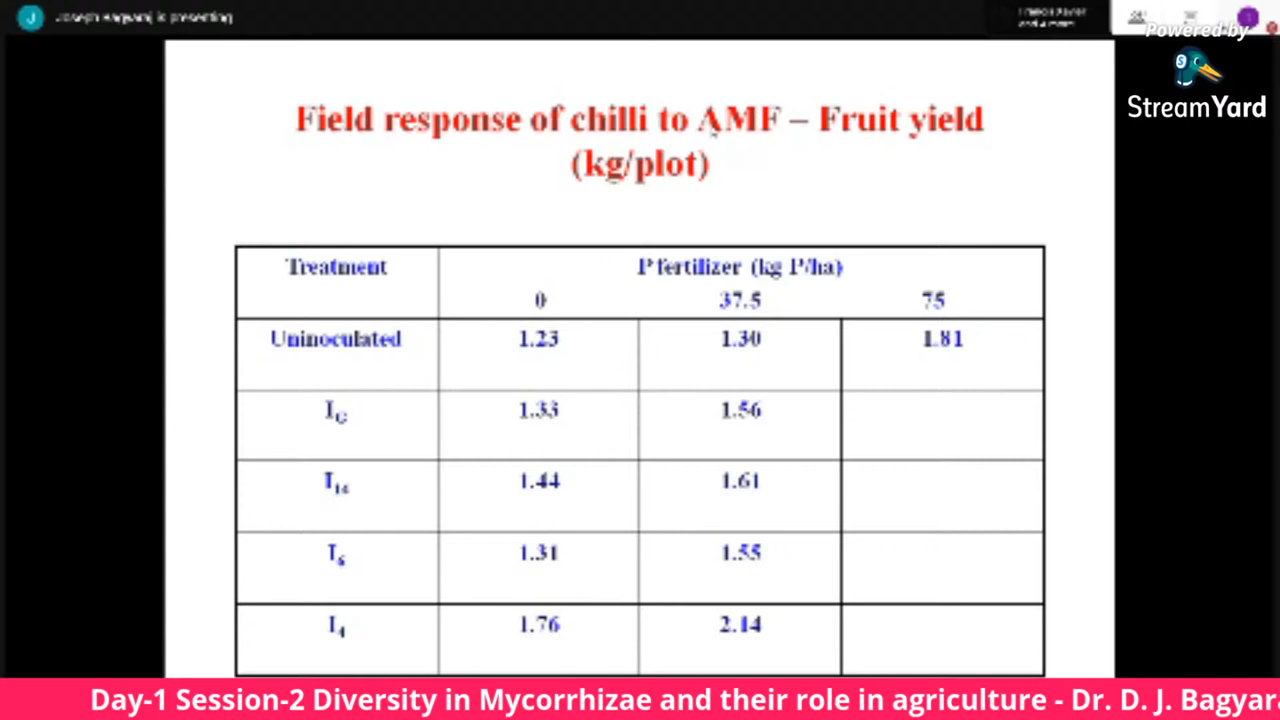 J
Joseph Bagyaraj is presenting
and 4 more
Powered by
S
StreamYard
Field response of chilli to AMF – Fruit yield
(kg/plot)
Treatment P fertilizer (kg P/ha)
0 37.5 75
Uninoculated 1.23 1.30 1.81
I 1.33 1.56
I 1.44 1.61
I 1.31 1.55
I4 1.76 2.14
Day-1 Session-2 Diversity in Mycorrhizae and their role in agriculture - Dr. D. J. Bagyar